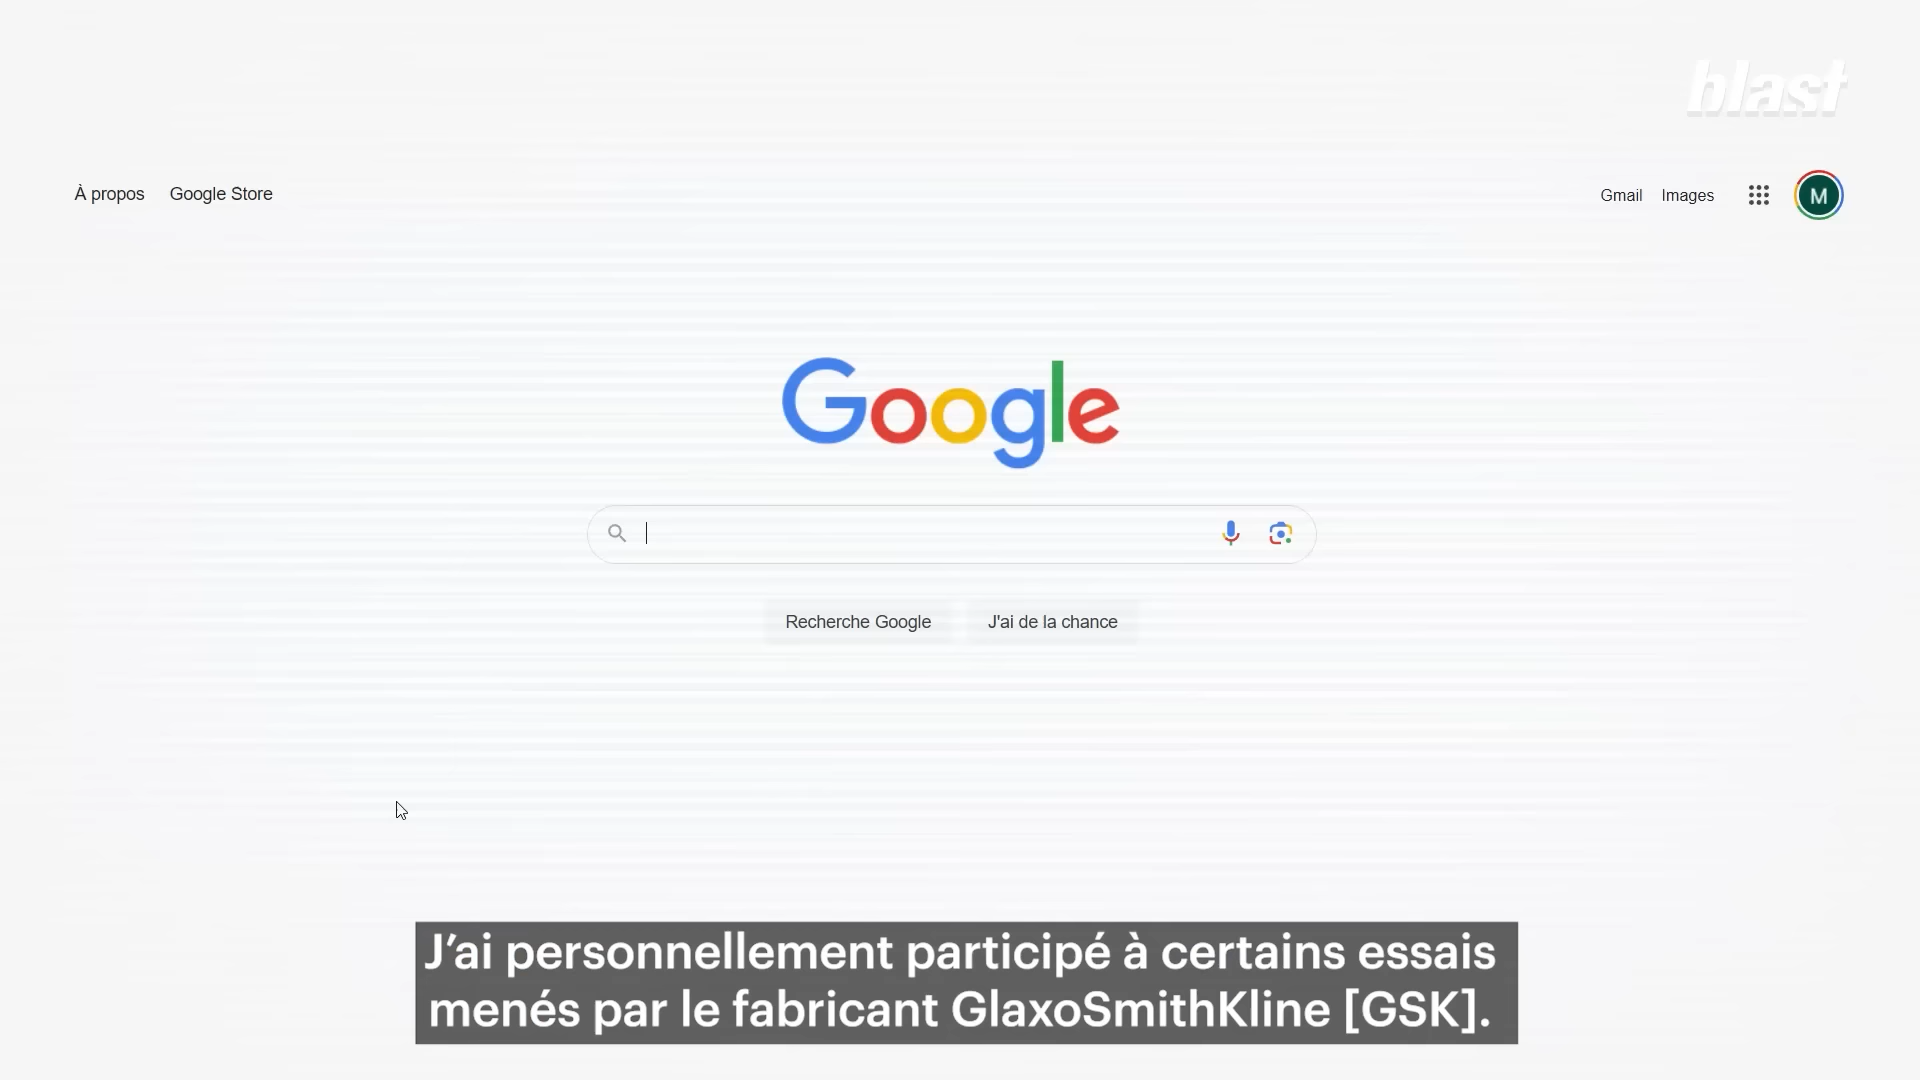 blast
À propos Google Store
Gmail Images
M
Google
Recherche Google J'ai de la chance
J’ai personnellement participé à certains essais
menés par le fabricant GlaxoSmithKline [GSK].